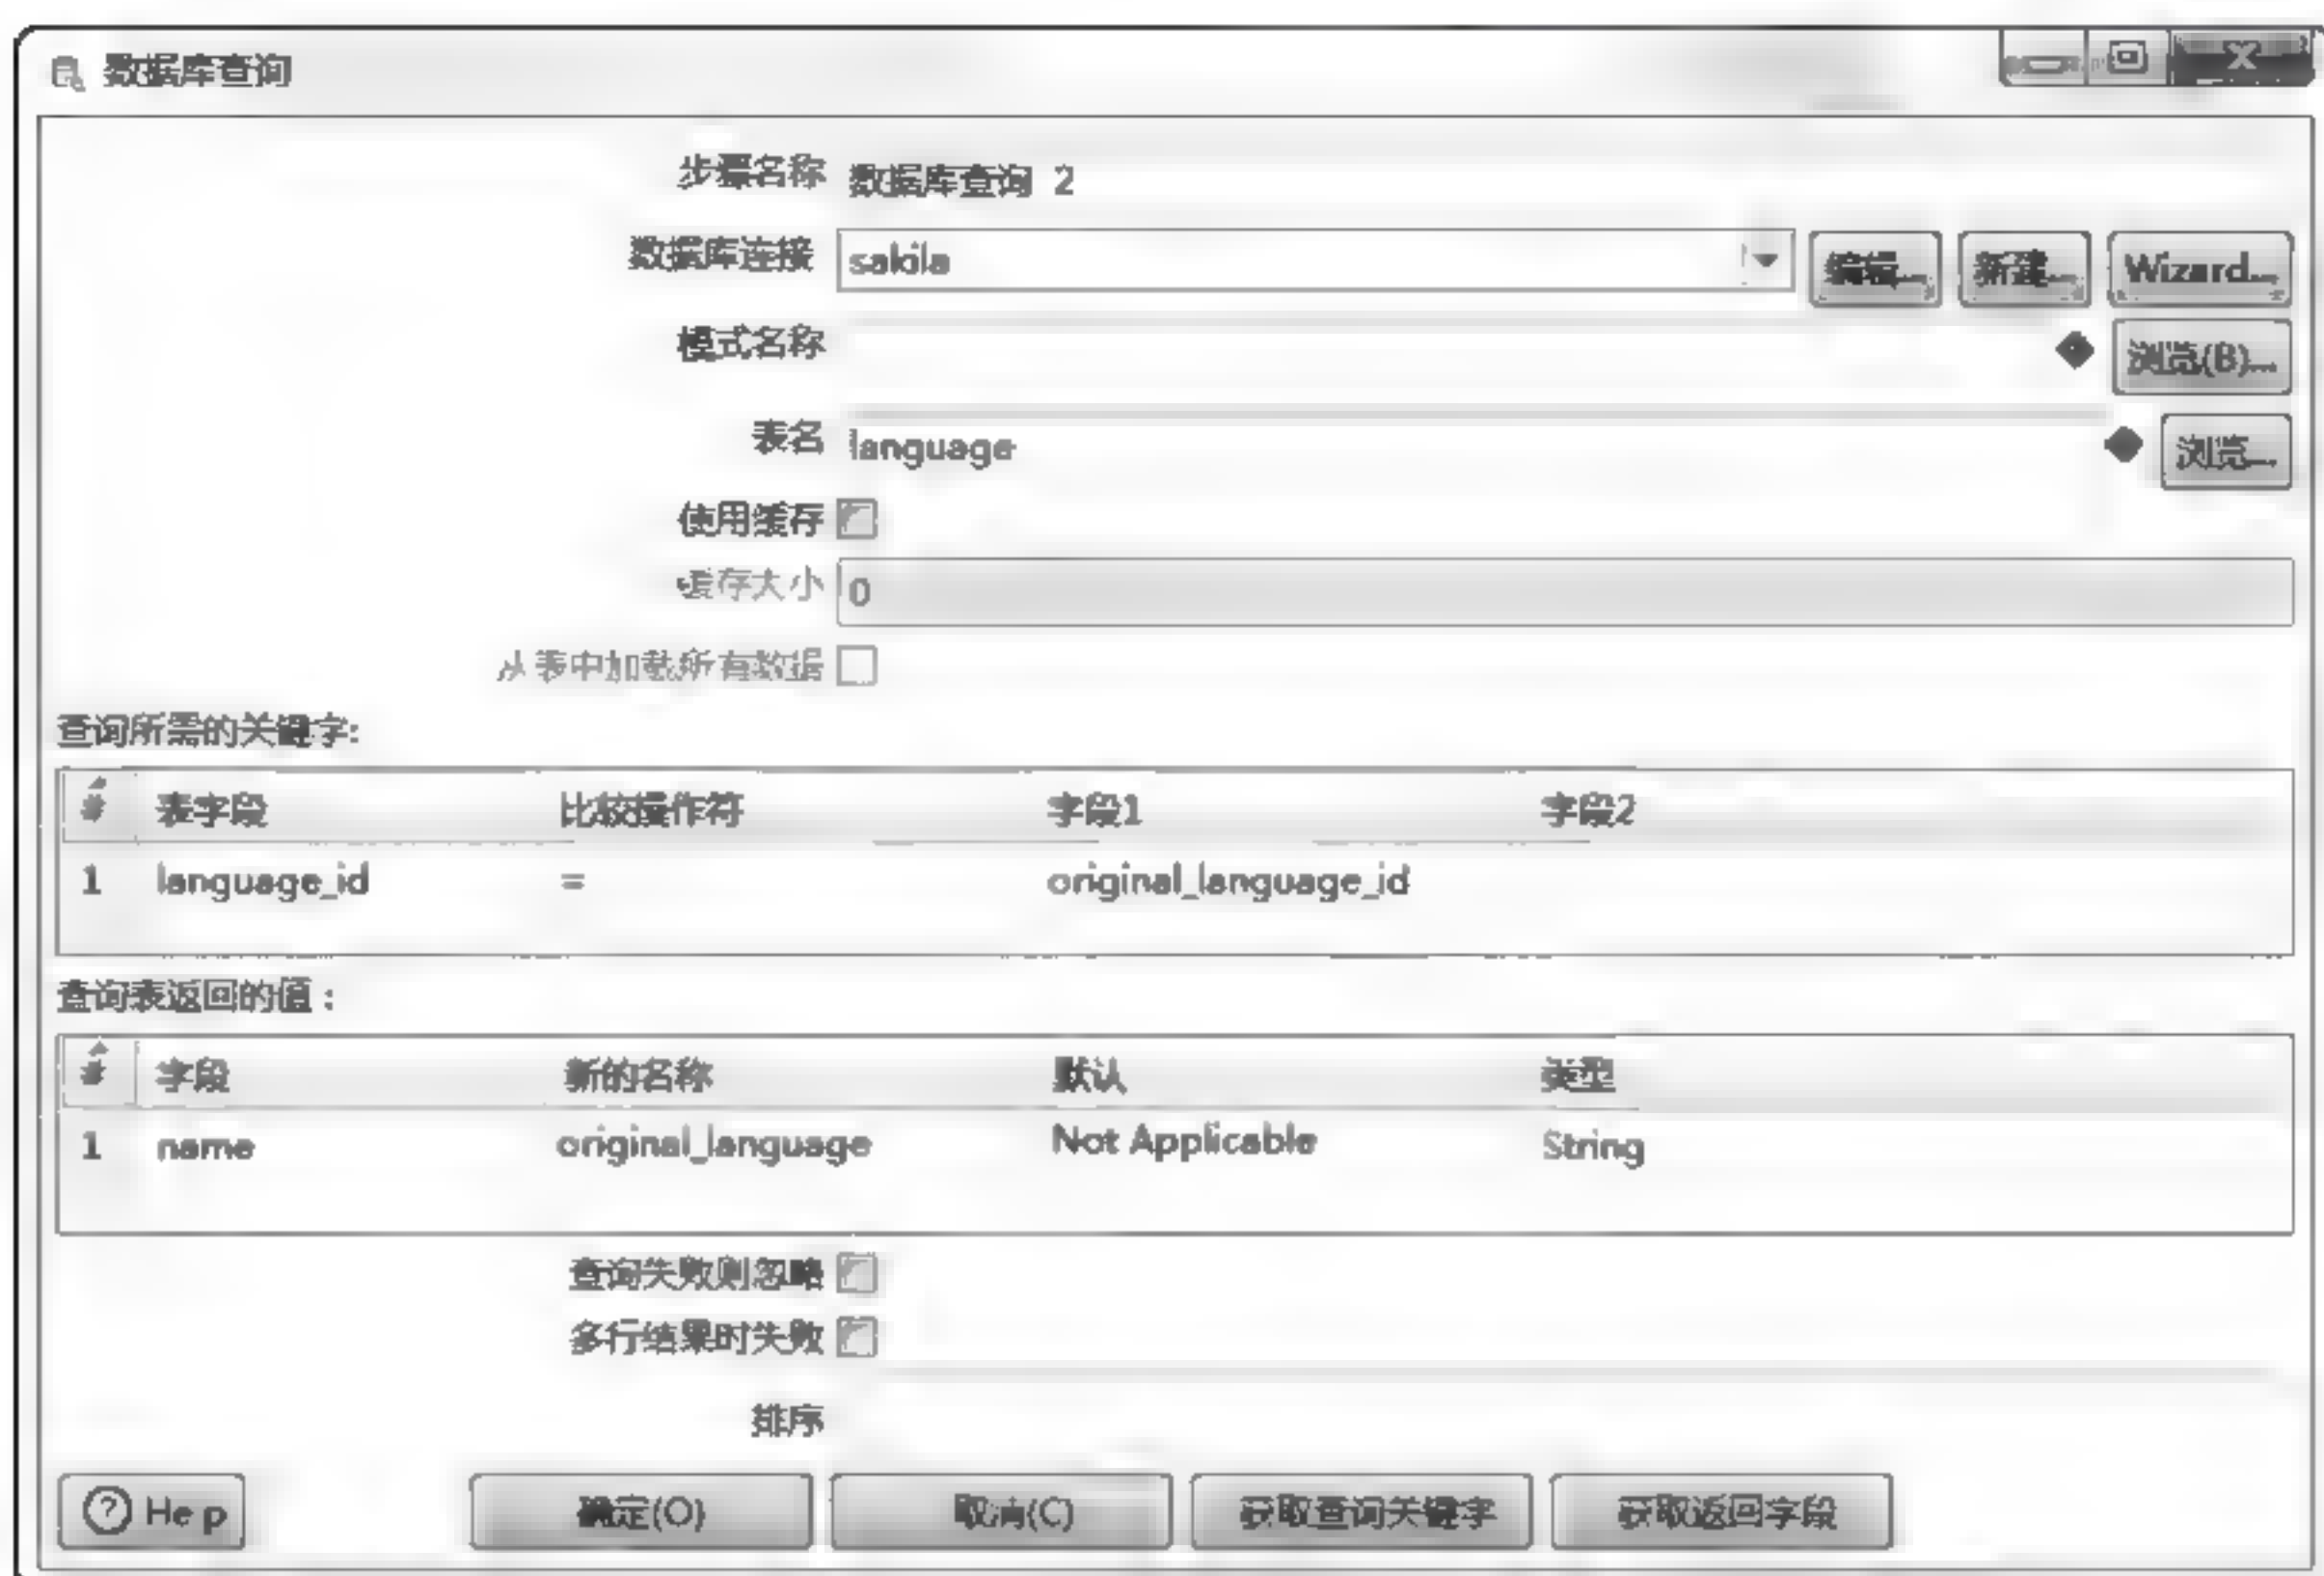 数据库查询
步骤名称 数据库查询 2
数据库连接 sakila 编辑... 新建... Wizard...
模式名称 浏览(B)...
表名 language 浏览...
使用缓存
缓存大小 0
从表中加载所有数据
查询所需的关键字:
# 表字段 比较操作符 字段1 字段2
1 language_id = original_language_id
查询表返回的值：
# 字段 新的名称 默认 类型
1 name original_language Not Applicable String
查询失败则忽略
多行结果时失败
排序
Help 确定(O) 取消(C) 获取查询关键字 获取返回字段